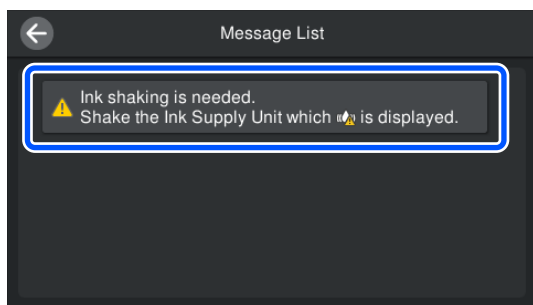 Message List
Ink shaking is needed.
Shake the Ink Supply Unit which is displayed.